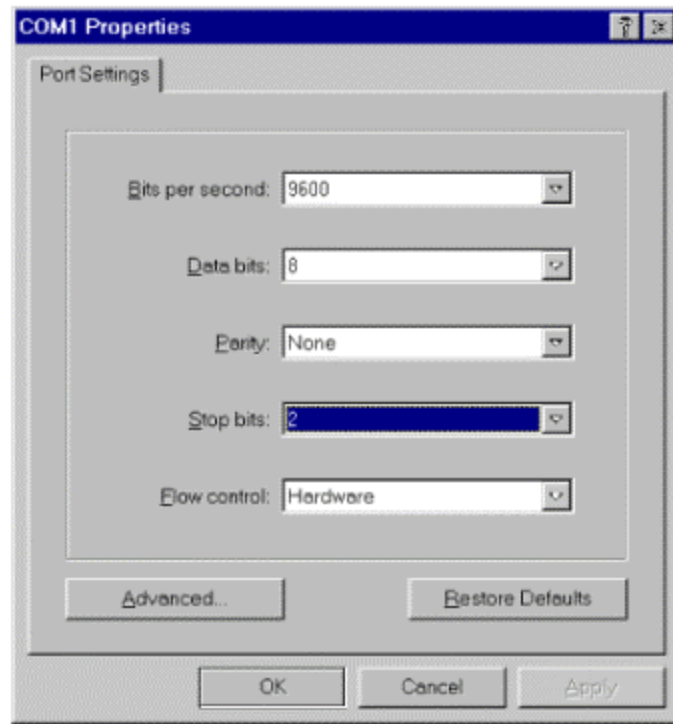 COM1 Properties
Port Settings
Bits per second: 9600
Data bits: 8
Parity: None
Stop bits: 2
Flow control: Hardware
Advanced... Restore Defaults
OK Cancel Apply